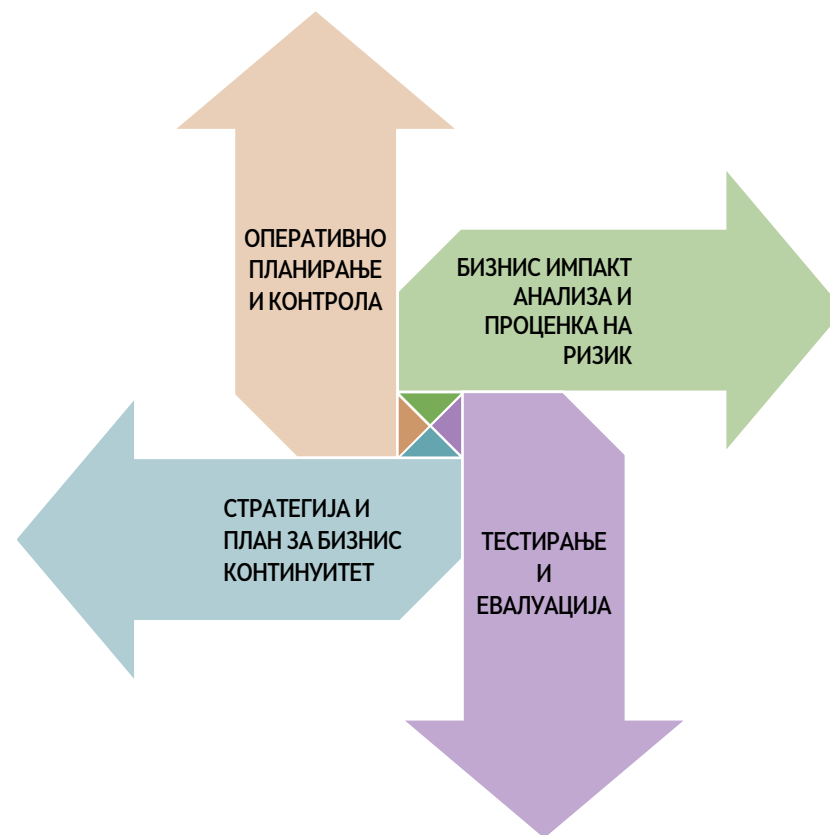 ОПЕРАТИВНО
ПЛАНИРАЊЕ
И КОНТРОЛА
БИЗНИС ИМПАКТ
АНАЛИЗА И
ПРОЦЕНКА НА
РИЗИК
СТРАТЕГИЈА И
ПЛАН ЗА БИЗНИС
КОНТИНУИТЕТ
ТЕСТИРАЊЕ
И
ЕВАЛУАЦИЈА